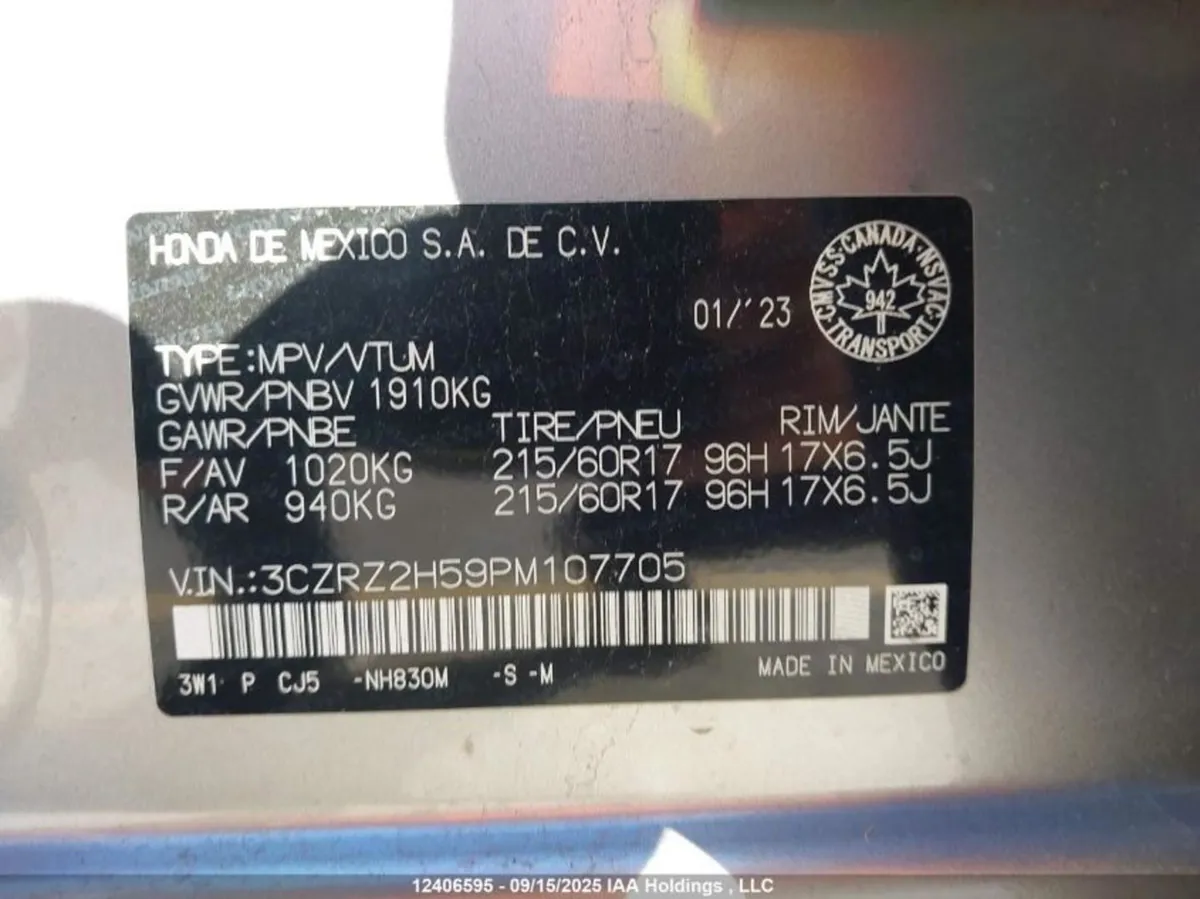 HONDA DE MEXICO S.A. DE C.V.
01/'23
CMVSS·CANADA·NSVAC·TRANSPORT·
942
TYPE:MPV/VTUM
GVWR/PNBV 1910KG
GAWR/PNBE TIRE/PNEU RIM/JANTE
F/AV 1020KG 215/60R17 96H 17X6.5J
R/AR 940KG 215/60R17 96H 17X6.5J
V.IN.:3CZRZ2H59PM107705
3W1 P CJ5 -NH830M -S -M MADE IN MEXICO
12406595 - 09/15/2025 IAA Holdings , LLC